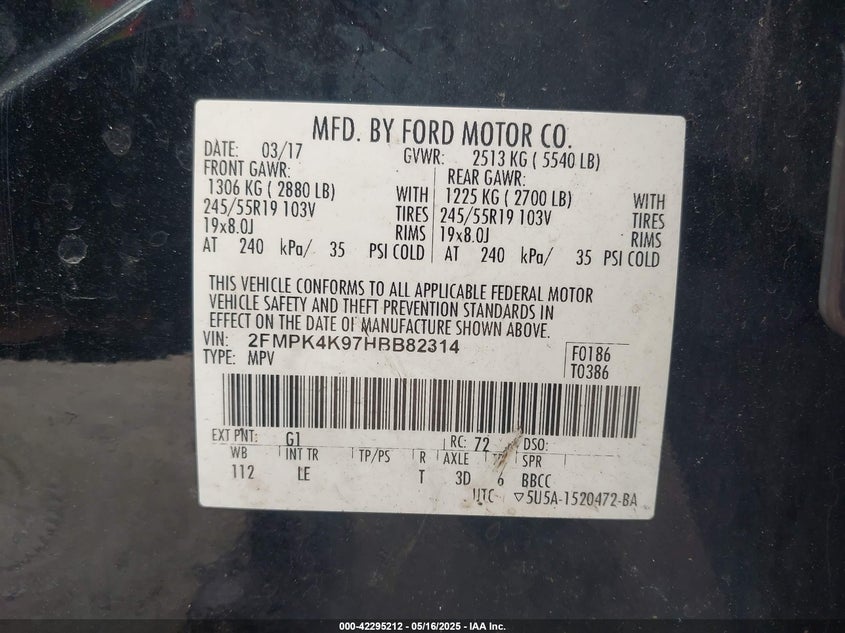 MFD. BY FORD MOTOR CO.
DATE: 03/17 GVWR: 2513 KG ( 5540 LB)
FRONT GAWR: REAR GAWR:
1306 KG ( 2880 LB) WITH 1225 KG ( 2700 LB) WITH
245/55R19 103V TIRES 245/55R19 103V TIRES
19x8.0J RIMS 19x8.0J RIMS
AT 240 kPa/ 35 PSI COLD AT 240 kPa/ 35 PSI COLD
THIS VEHICLE CONFORMS TO ALL APPLICABLE FEDERAL MOTOR
VEHICLE SAFETY AND THEFT PREVENTION STANDARDS IN
EFFECT ON THE DATE OF MANUFACTURE SHOWN ABOVE.
VIN: 2FMPK4K97HBB82314 F0186
TYPE: MPV T0386
EXT PNT: G1 RC: 72 DSO:
WB INT TR TP/PS R AXLE TR SPR
112 LE T 3D 6 BBCC
UTC ▽5U5A-1520472-BA
000-42295212 - 05/16/2025 - IAA Inc.